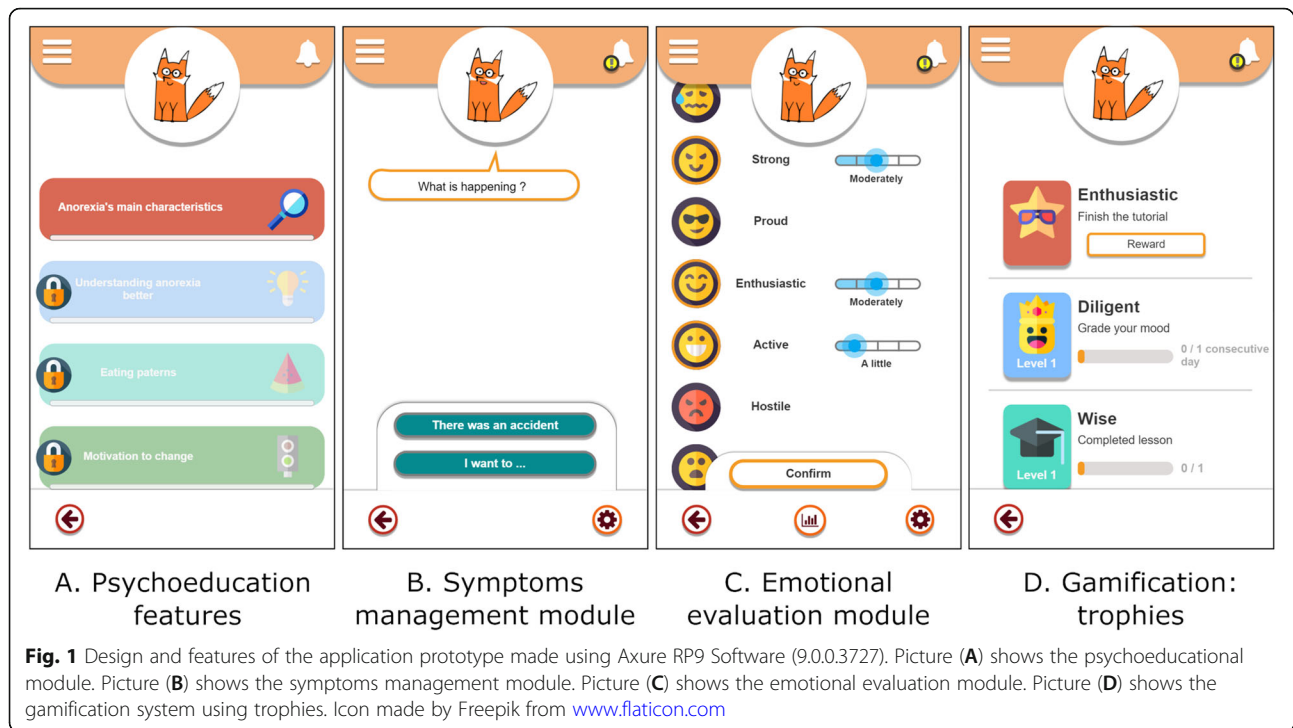 Anorexia's main characteristics
Understanding anorexia
better
Eating paterns
Motivation to change
A. Psychoeducation
features
What is happening ?
There was an accident
I want to ...
B. Symptoms
management module
Strong
Moderately
Proud
Enthusiastic
Moderately
Active
A little
Hostile
Confirm
C. Emotional
evaluation module
Enthusiastic
Finish the tutorial
Reward
Diligent
Grade your mood
Level 1
0 / 1 consecutive
day
Wise
Completed lesson
Level 1
0 / 1
D. Gamification:
trophies
Fig. 1 Design and features of the application prototype made using Axure RP9 Software (9.0.0.3727). Picture (A) shows the psychoeducational
module. Picture (B) shows the symptoms management module. Picture (C) shows the emotional evaluation module. Picture (D) shows the
gamification system using trophies. Icon made by Freepik from www.flaticon.com